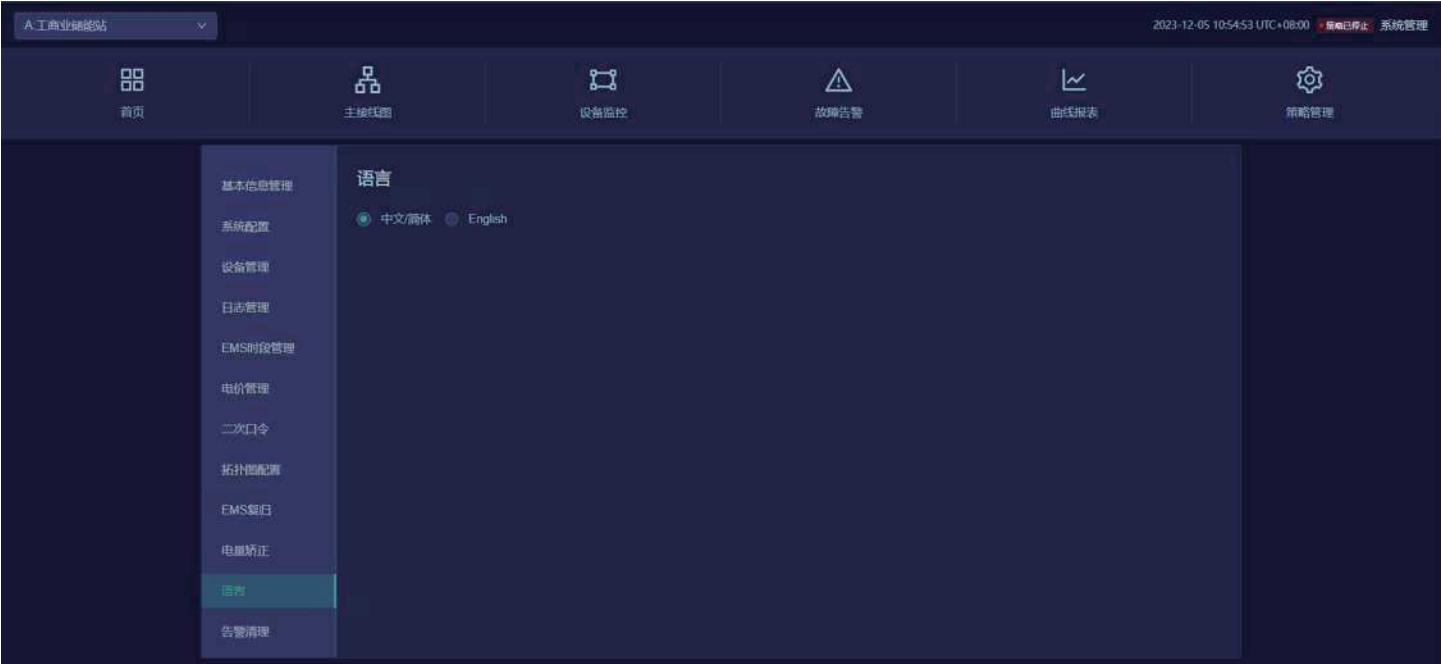 A.工商业储能站
2023-12-05 10:54:53 UTC+08:00 策略已停止 系统管理
首页 主接线图 设备监控 故障告警 曲线报表 策略管理
基本信息管理
系统配置
设备管理
日志管理
EMS时段管理
电价管理
二次口令
拓扑图配置
EMS复归
电量矫正
语言
告警清理
语言
中文/简体 English